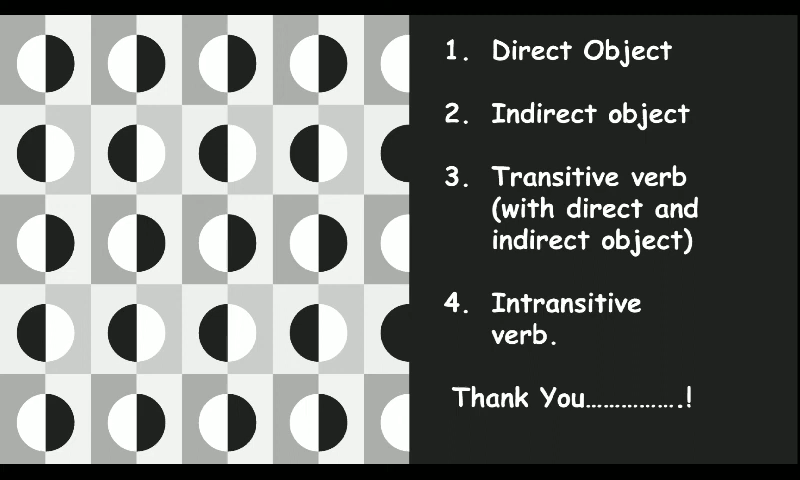 1. Direct Object
2. Indirect object
3. Transitive verb
(with direct and
indirect object)
4. Intransitive
verb.
Thank You…………….!